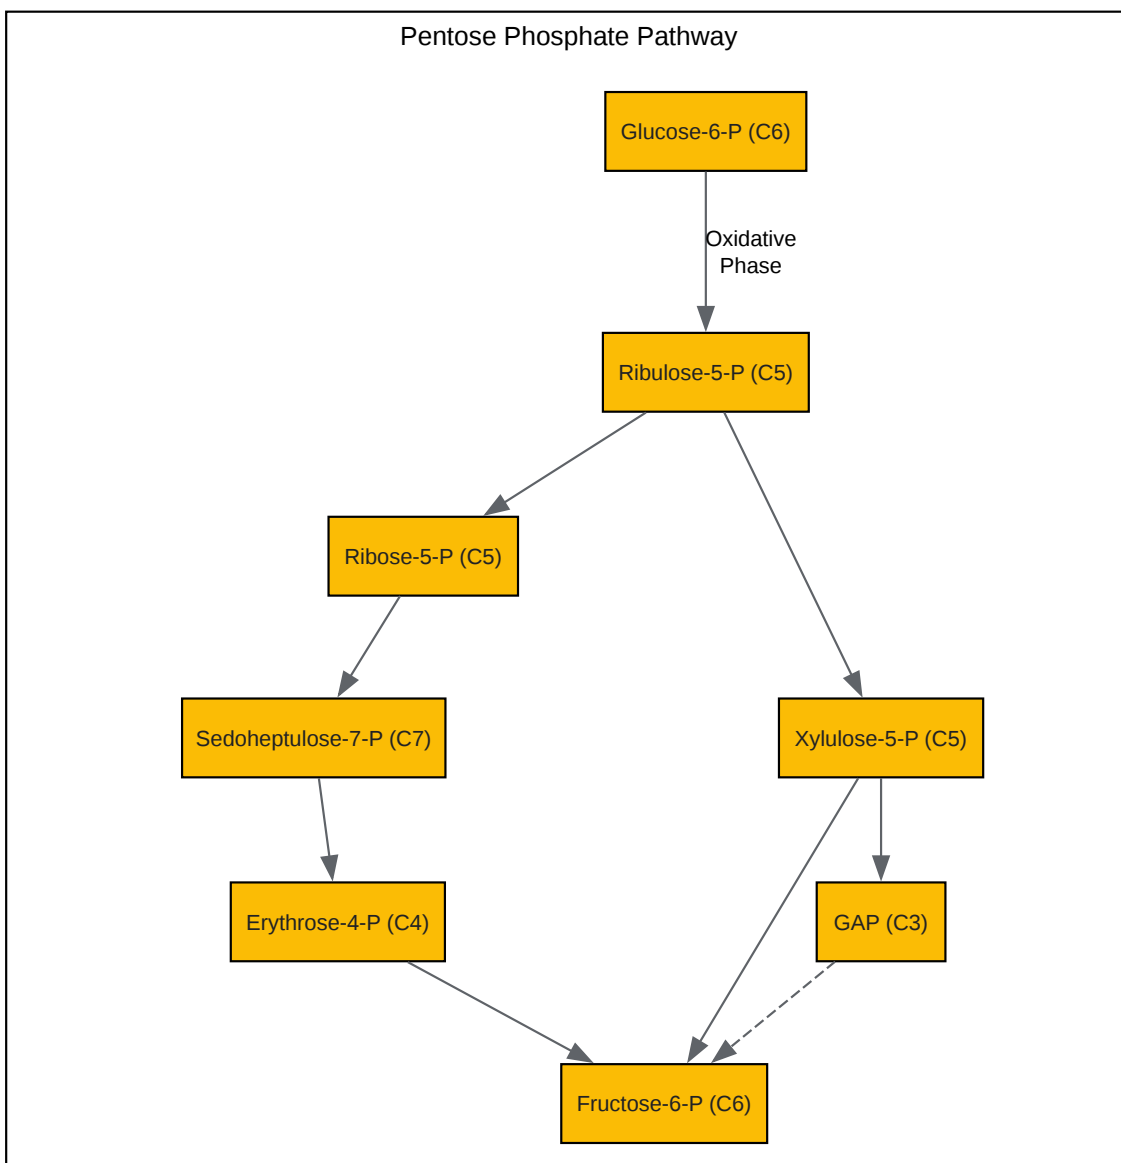 Pentose Phosphate Pathway
Glucose-6-P (C6)
Oxidative
Phase
Ribulose-5-P (C5)
Ribose-5-P (C5)
Sedoheptulose-7-P (C7)
Xylulose-5-P (C5)
Erythrose-4-P (C4)
GAP (C3)
Fructose-6-P (C6)